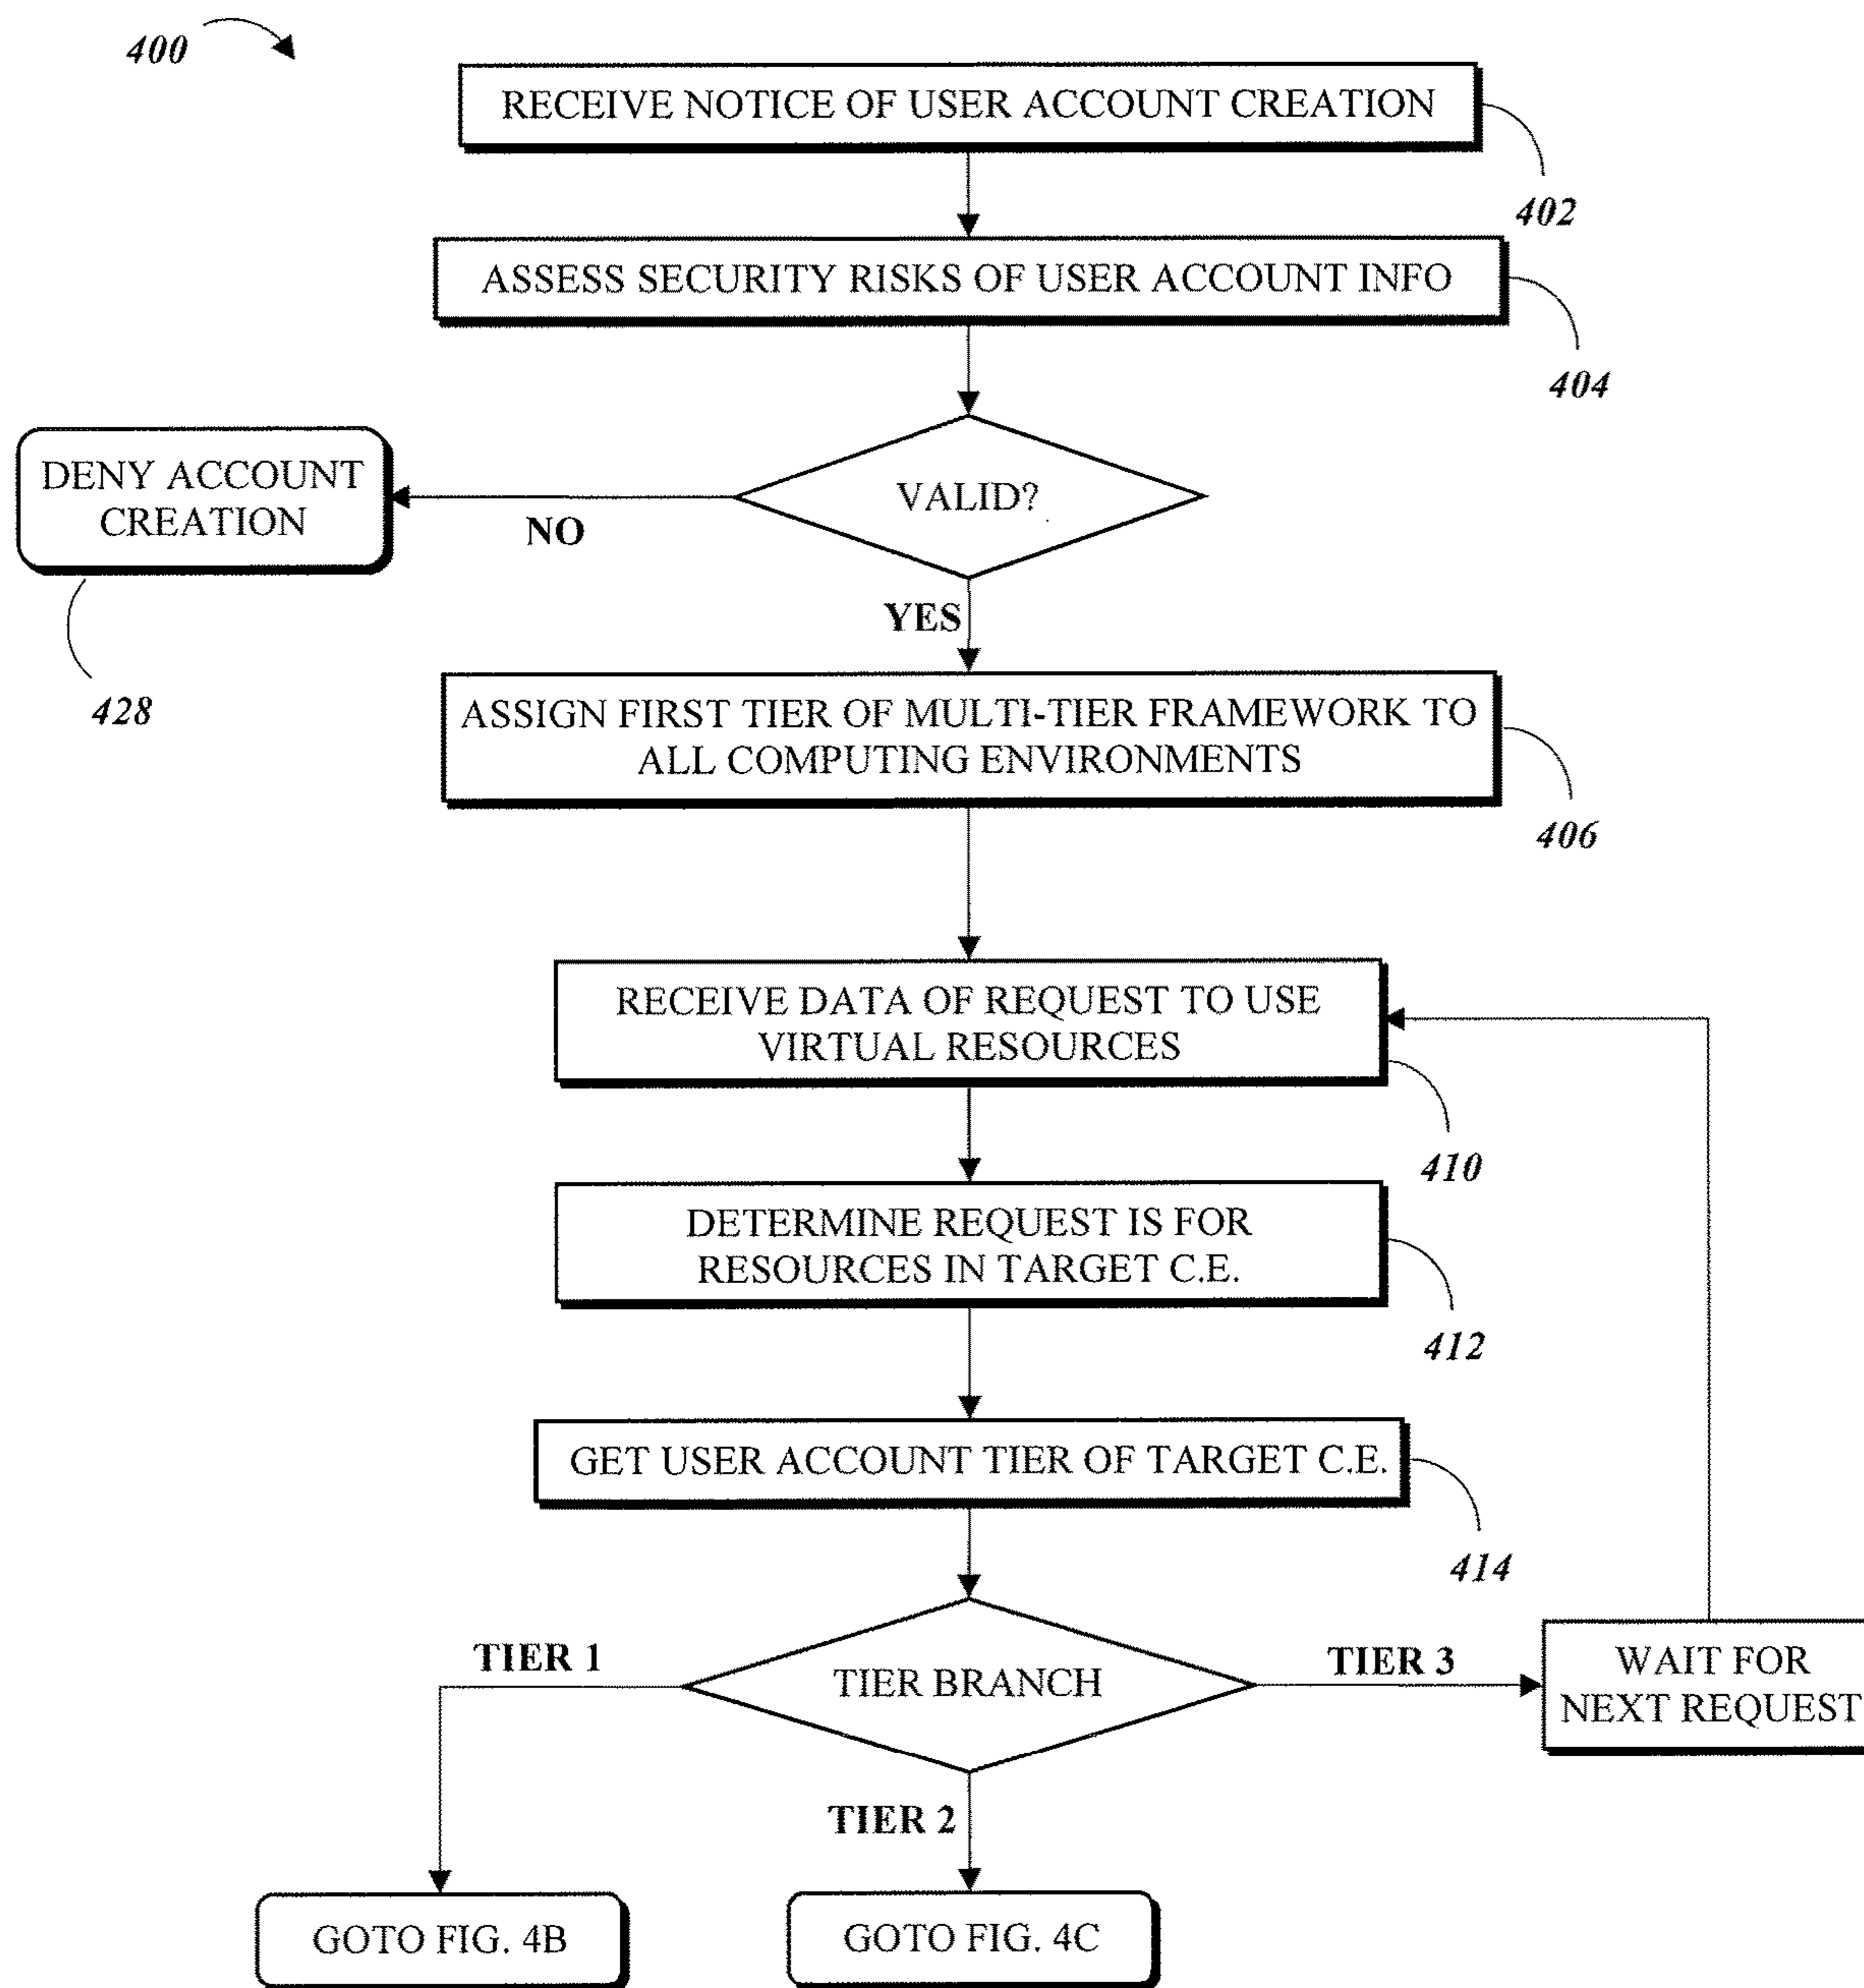 400
RECEIVE NOTICE OF USER ACCOUNT CREATION
402
ASSESS SECURITY RISKS OF USER ACCOUNT INFO
404
DENY ACCOUNT
CREATION
428
NO
VALID?
YES
ASSIGN FIRST TIER OF MULTI-TIER FRAMEWORK TO
ALL COMPUTING ENVIRONMENTS
406
RECEIVE DATA OF REQUEST TO USE
VIRTUAL RESOURCES
410
DETERMINE REQUEST IS FOR
RESOURCES IN TARGET C.E.
412
GET USER ACCOUNT TIER OF TARGET C.E.
414
TIER 1
TIER BRANCH
TIER 3
WAIT FOR
NEXT REQUEST
TIER 2
GOTO FIG. 4B
GOTO FIG. 4C